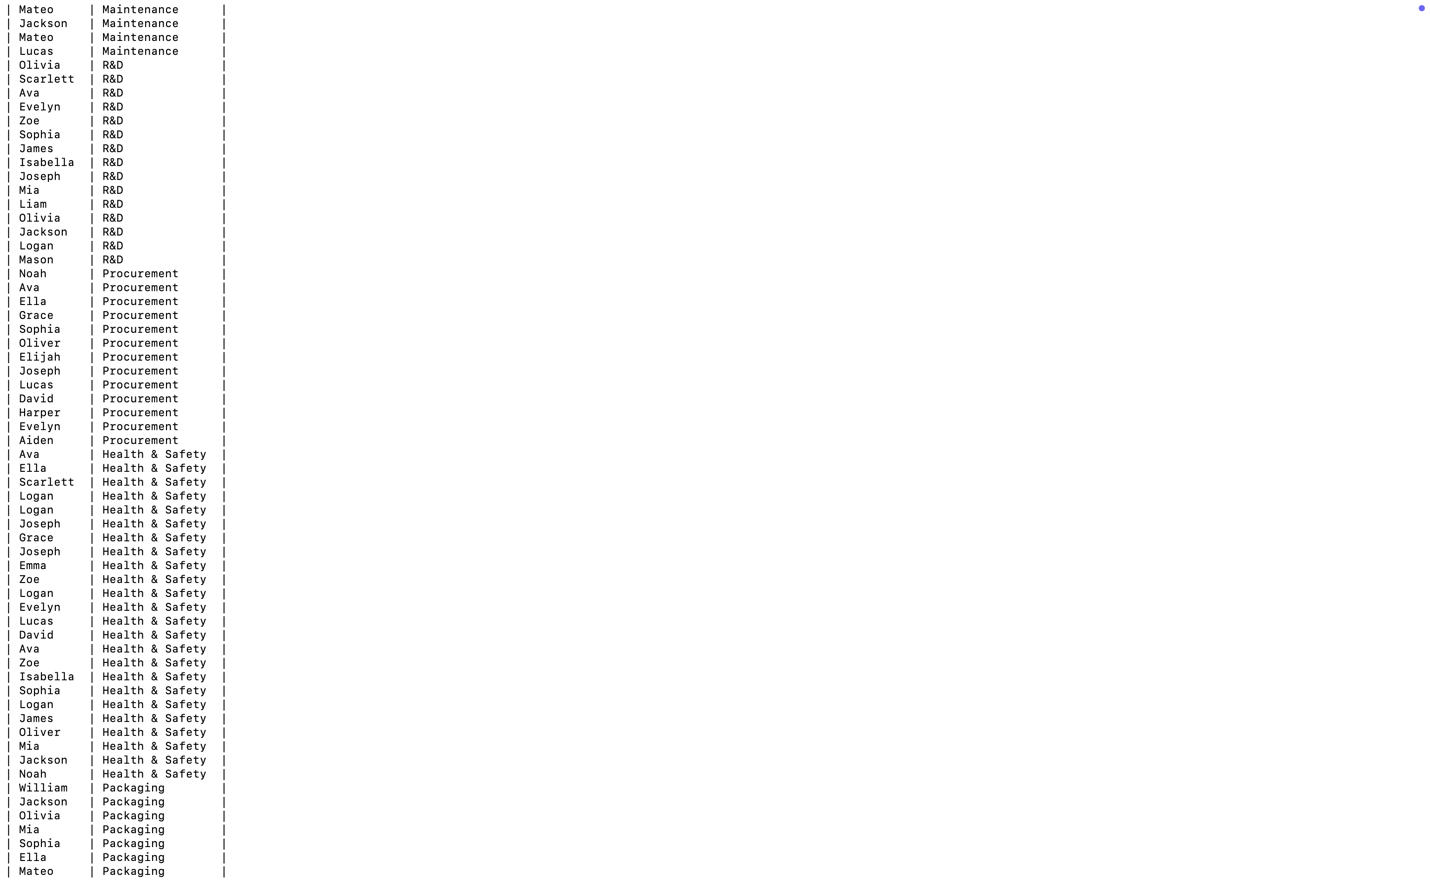 | Mateo     | Maintenance      |
| Jackson   | Maintenance      |
| Mateo     | Maintenance      |
| Lucas     | Maintenance      |
| Olivia    | R&D              |
| Scarlett  | R&D              |
| Ava       | R&D              |
| Evelyn    | R&D              |
| Zoe       | R&D              |
| Sophia    | R&D              |
| James     | R&D              |
| Isabella  | R&D              |
| Joseph    | R&D              |
| Mia       | R&D              |
| Liam      | R&D              |
| Olivia    | R&D              |
| Jackson   | R&D              |
| Logan     | R&D              |
| Mason     | R&D              |
| Noah      | Procurement      |
| Ava       | Procurement      |
| Ella      | Procurement      |
| Grace     | Procurement      |
| Sophia    | Procurement      |
| Oliver    | Procurement      |
| Elijah    | Procurement      |
| Joseph    | Procurement      |
| Lucas     | Procurement      |
| David     | Procurement      |
| Harper    | Procurement      |
| Evelyn    | Procurement      |
| Aiden     | Procurement      |
| Ava       | Health & Safety  |
| Ella      | Health & Safety  |
| Scarlett  | Health & Safety  |
| Logan     | Health & Safety  |
| Logan     | Health & Safety  |
| Joseph    | Health & Safety  |
| Grace     | Health & Safety  |
| Joseph    | Health & Safety  |
| Emma      | Health & Safety  |
| Zoe       | Health & Safety  |
| Logan     | Health & Safety  |
| Evelyn    | Health & Safety  |
| Lucas     | Health & Safety  |
| David     | Health & Safety  |
| Ava       | Health & Safety  |
| Zoe       | Health & Safety  |
| Isabella  | Health & Safety  |
| Sophia    | Health & Safety  |
| Logan     | Health & Safety  |
| James     | Health & Safety  |
| Oliver    | Health & Safety  |
| Mia       | Health & Safety  |
| Jackson   | Health & Safety  |
| Noah      | Health & Safety  |
| William   | Packaging        |
| Jackson   | Packaging        |
| Olivia    | Packaging        |
| Mia       | Packaging        |
| Sophia    | Packaging        |
| Ella      | Packaging        |
| Mateo     | Packaging        |